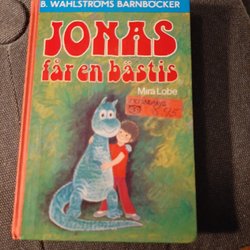 B. WAHLSTRÖMS BARNBÖCKER
JONAS
får en bästis
Mira Lobe